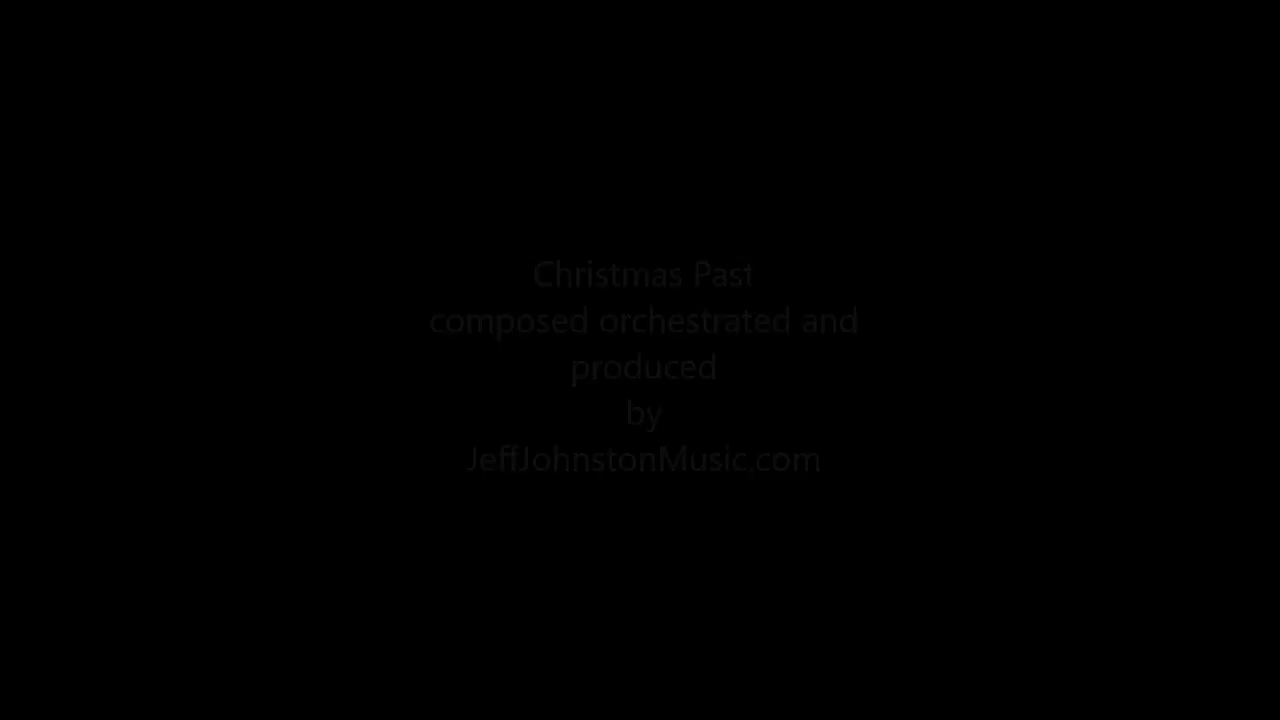 Christmas Past
composed orchestrated and
produced
by
JeffJohnstonMusic.com